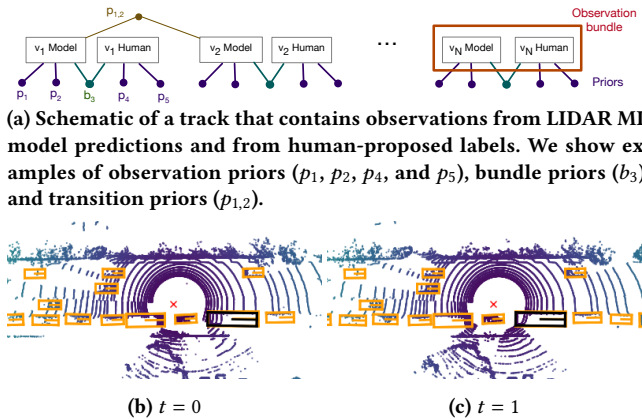 p1,2
Observation
bundle
v1 Model
v1 Human
v2 Model
v2 Human
...
vN Model
vN Human
p1
p2
b3
p4
p5
Priors
(a) Schematic of a track that contains observations from LIDAR
model predictions and from human-proposed labels. We show ex
amples of observation priors (p1, p2, p4, and p5), bundle priors (b3)
and transition priors (p1,2).
(b) t = 0
(c) t = 1